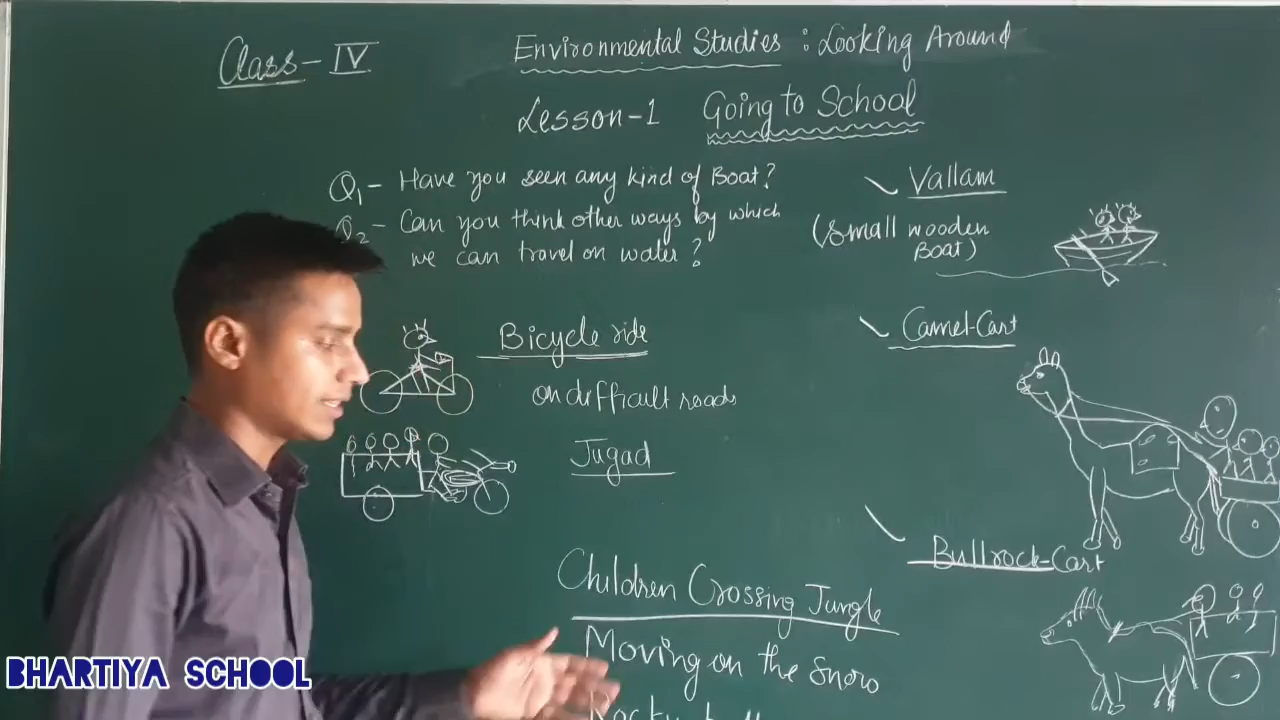 Class-IV
Environmental Studies : Looking Around
Lesson-1 Going to School
Q1- Have you seen any kind of Boat?
Q2- Can you think other ways by which
we can travel on water?
Vallam
(Small wooden
Boat)
Bicycle ride
on difficult roads
Camel-Cart
Jugad
Bullrock-Cart
Children Crossing Jungle
Moving on the Snow
BHARTIYA SCHOOL